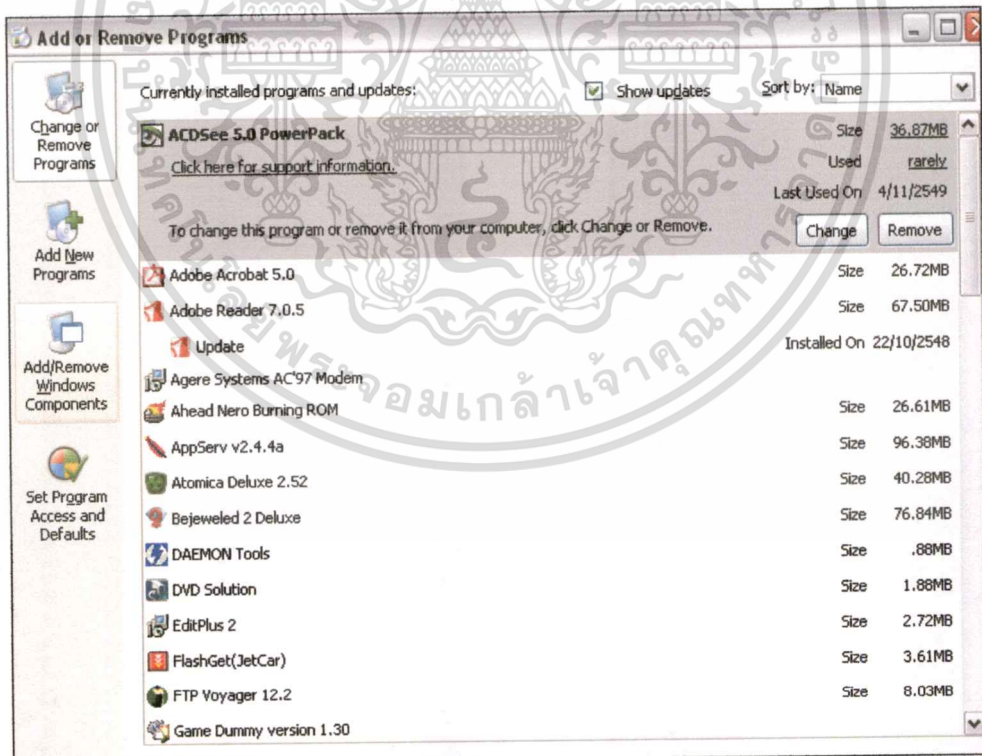 Add or Remove Programs
Change or
Remove
Programs
Add New
Programs
Add/Remove
Windows
Components
Set Program
Access and
Defaults
Currently installed programs and updates:
Show updates
Sort by: Name
ACDSee 5.0 PowerPack
Size 36.87MB
Click here for support information.
Used rarely
Last Used On 4/11/2549
To change this program or remove it from your computer, click Change or Remove.
Change Remove
Adobe Acrobat 5.0 Size 26.72MB
Adobe Reader 7.0.5 Size 67.50MB
Update Installed On 22/10/2548
Agere Systems AC'97 Modem
Ahead Nero Burning ROM Size 26.61MB
AppServ v2.4.4a Size 96.38MB
Atomica Deluxe 2.52 Size 40.28MB
Bejeweled 2 Deluxe Size 76.84MB
DAEMON Tools Size .88MB
DVD Solution Size 1.88MB
EditPlus 2 Size 2.72MB
FlashGet(JetCar) Size 3.61MB
FTP Voyager 12.2 Size 8.03MB
Game Dummy version 1.30
พระจอมเกล้าเจ้าคุณทหาร